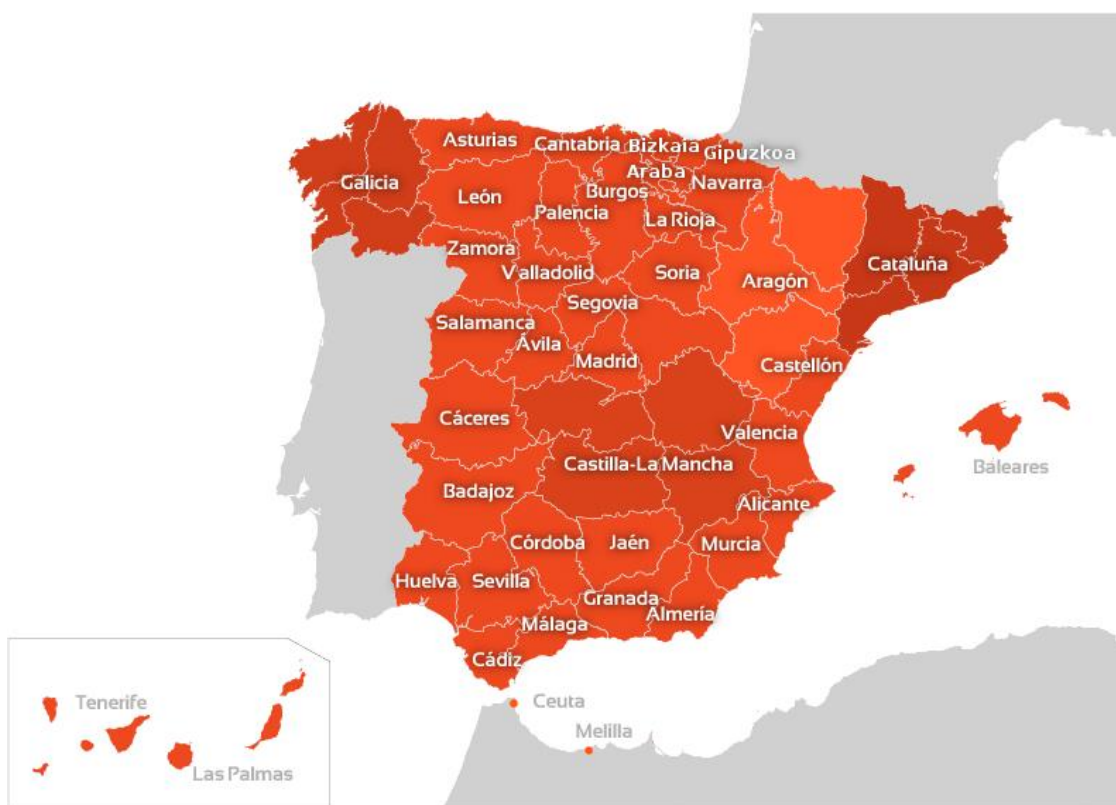 Asturias
Cantabria
Bizkaia
Gipuzkoa
Galicia
León
Palencia
Burgos
Araba
Navarra
La Rioja
Zamora
Valladolid
Soria
Aragón
Cataluña
Segovia
Salamanca
Ávila
Madrid
Castellón
Cáceres
Valencia
Castilla-La Mancha
Báleares
Badajoz
Alicante
Córdoba
Jaén
Murcia
Huelva
Sevilla
Granada
Almería
Málaga
Cádiz
Ceuta
Melilla
Tenerife
Las Palmas